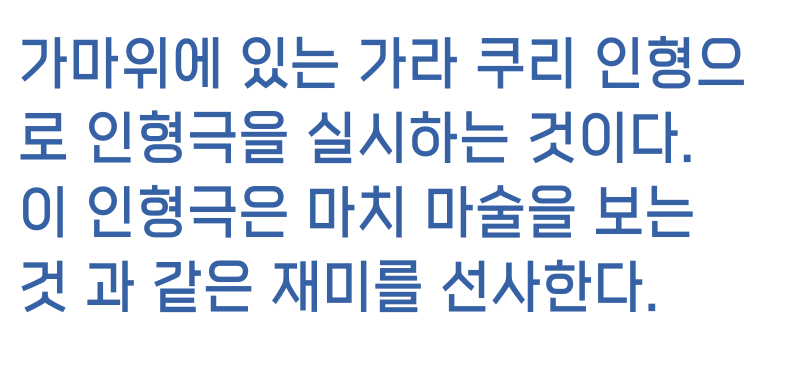 가마위에 있는 가라 쿠리 인형으
로 인형극을 실시하는 것이다.
이 인형극은 마치 마술을 보는
것 과 같은 재미를 선사한다.